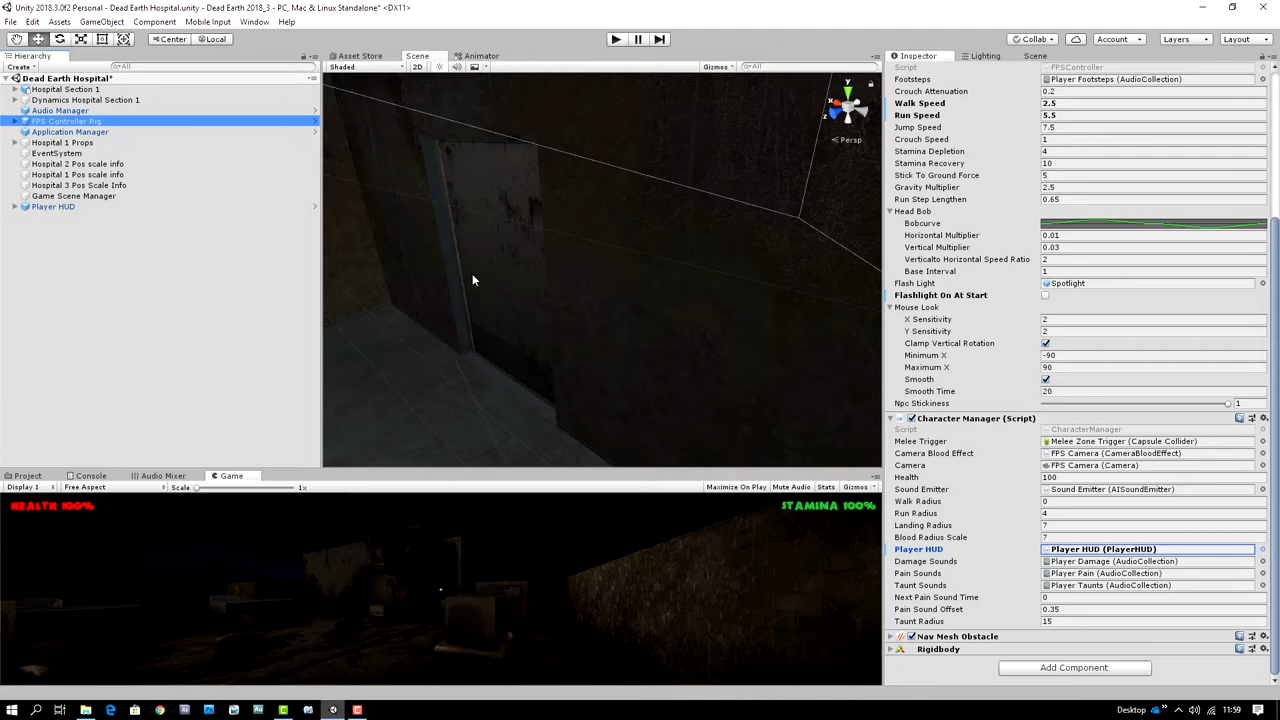 Unity 2018.3.0f2 Personal - Dead Earth Hospital.unity - Dead Earth 2018_3 - PC, Mac & Linux Standalone* <DX11>
File Edit Assets GameObject Component Mobile Input Window Help
Center Local Collab Account Layers Layout
Hierarchy Asset Store Scene Animator Inspector Lighting Scene
Create All Shaded 2D Gizmos All
Script FPSController
Dead Earth Hospital* Footsteps Player Footsteps (AudioCollection)
Hospital Section 1 Crouch Attenuation 0.2
Dynamics Hospital Section 1 Walk Speed 2.5
Audio Manager Run Speed 5.5
FPS Controller Rig Jump Speed 7.5
Application Manager Crouch Speed 1
Hospital 1 Props Stamina Depletion 4
EventSystem Stamina Recovery 10
Hospital 2 Pos scale info Stick To Ground Force 5
Hospital 1 Pos scale info Gravity Multiplier 2.5
Hospital 3 Pos Scale Info Run Step Lengthen 0.65
Game Scene Manager Head Bob
Player HUD Bobcurve
y
x
z
Persp
Horizontal Multiplier 0.01
Vertical Multiplier 0.03
Verticalto Horizontal Speed Ratio 2
Base Interval 1
Flash Light Spotlight
Flashlight On At Start
Mouse Look
X Sensitivity 2
Y Sensitivity 2
Clamp Vertical Rotation
Minimum X -90
Maximum X 90
Smooth
Smooth Time 20
Npc Stickiness 1
Character Manager (Script)
Script CharacterManager
Melee Trigger Melee Zone Trigger (Capsule Collider)
Camera Blood Effect FPS Camera (CameraBloodEffect)
Camera FPS Camera (Camera)
Health 100
Sound Emitter Sound Emitter (AISoundEmitter)
Walk Radius 0
Run Radius 4
Landing Radius 7
Blood Radius Scale 7
Player HUD Player HUD (PlayerHUD)
Damage Sounds Player Damage (AudioCollection)
Pain Sounds Player Pain (AudioCollection)
Taunt Sounds Player Taunts (AudioCollection)
Next Pain Sound Time 0
Pain Sound Offset 0.35
Taunt Radius 15
Nav Mesh Obstacle
Rigidbody
Add Component
Project Console Audio Mixer Game
Display 1 Free Aspect Scale 1x Maximize On Play Mute Audio Stats Gizmos
HEALTH 100% STAMINA 100%
Desktop 11:59